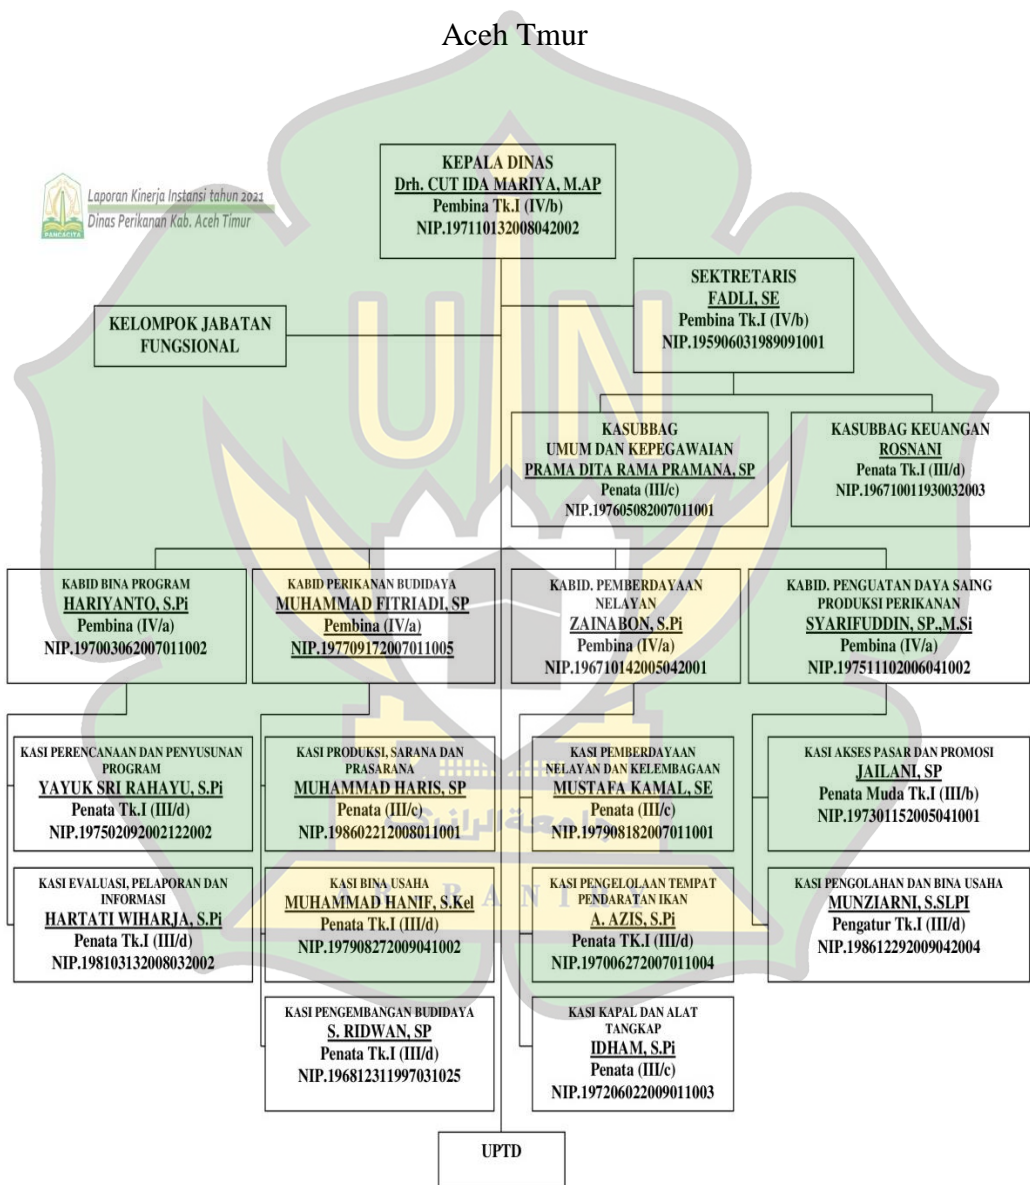 Aceh Tmur
Laporan Kinerja Instansi tahun 2021
Dinas Perikanan Kab. Aceh Timur
PANCACITA
KEPALA DINAS
Drh. CUT IDA MARIYA, M.AP
Pembina Tk.I (IV/b)
NIP.197110132008042002
SEKTRETARIS
FADLI, SE
Pembina Tk.I (IV/b)
NIP.195906031989091001
KELOMPOK JABATAN
FUNGSIONAL
KASUBBAG
UMUM DAN KEPEGAWAIAN
PRAMA DITA RAMA PRAMANA, SP
Penata (III/c)
NIP.197605082007011001
KASUBBAG KEUANGAN
ROSNANI
Penata Tk.I (III/d)
NIP.196710011930032003
KABID BINA PROGRAM
HARIYANTO, S.Pi
Pembina (IV/a)
NIP.197003062007011002
KABID PERIKANAN BUDIDAYA
MUHAMMAD FITRIADI, SP
Pembina (IV/a)
NIP.197709172007011005
KABID. PEMBERDAYAAN
NELAYAN
ZAINABON, S.Pi
Pembina (IV/a)
NIP.196710142005042001
KABID. PENGUATAN DAYA SAING
PRODUKSI PERIKANAN
SYARIFUDDIN, SP.,M.Si
Pembina (IV/a)
NIP.197511102006041002
KASI PERENCANAAN DAN PENYUSUNAN
PROGRAM
YAYUK SRI RAHAYU, S.Pi
Penata Tk.I (III/d)
NIP.197502092002122002
KASI PRODUKSI, SARANA DAN
PRASARANA
MUHAMMAD HARIS, SP
Penata (III/c)
NIP.198602212008011001
KASI PEMBERDAYAAN
NELAYAN DAN KELEMBAGAAN
MUSTAFA KAMAL, SE
Penata (III/c)
NIP.197908182007011001
KASI AKSES PASAR DAN PROMOSI
JAILANI, SP
Penata Muda Tk.I (III/b)
NIP.197301152005041001
KASI EVALUASI, PELAPORAN DAN
INFORMASI
HARTATI WIHARJA, S.Pi
Penata Tk.I (III/d)
NIP.198103132008032002
KASI BINA USAHA
MUHAMMAD HANIF, S.Kel
Penata Tk.I (III/d)
NIP.197908272009041002
KASI PENGELOLAAN TEMPAT
PENDARATAN IKAN
A. AZIS, S.Pi
Penata TK.I (III/d)
NIP.197006272007011004
KASI PENGOLAHAN DAN BINA USAHA
MUNZIARNI, S.SLPI
Pengatur Tk.I (III/d)
NIP.198612292009042004
KASI PENGEMBANGAN BUDIDAYA
S. RIDWAN, SP
Penata Tk.I (III/d)
NIP.196812311997031025
KASI KAPAL DAN ALAT
TANGKAP
IDHAM, S.Pi
Penata (III/c)
NIP.197206022009011003
UPTD
UIN
جامعة الرانري
A R - R A N I R Y